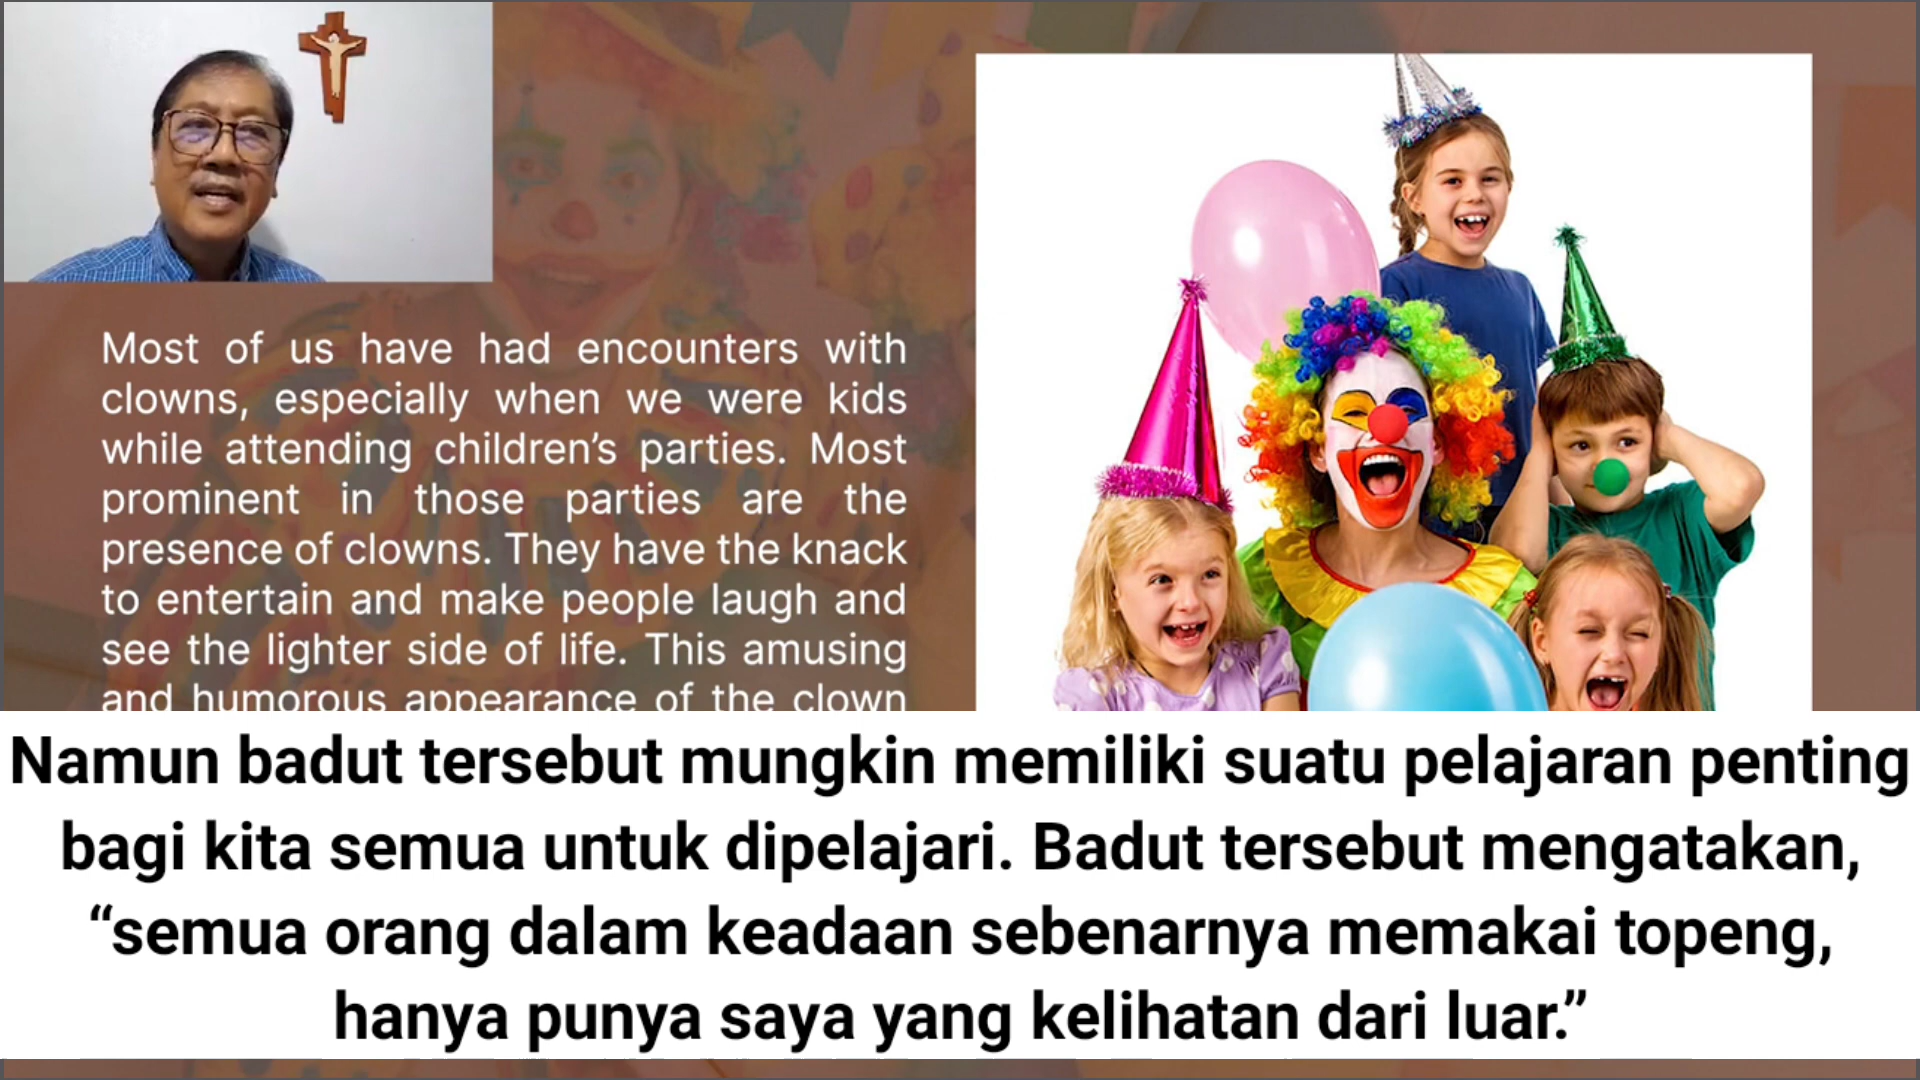 Most of us have had encounters with
clowns, especially when we were kids
while attending children’s parties. Most
prominent in those parties are the
presence of clowns. They have the knack
to entertain and make people laugh and
see the lighter side of life. This amusing
and humorous appearance of the clown
Namun badut tersebut mungkin memiliki suatu pelajaran penting
bagi kita semua untuk dipelajari. Badut tersebut mengatakan,
“semua orang dalam keadaan sebenarnya memakai topeng,
hanya punya saya yang kelihatan dari luar.”